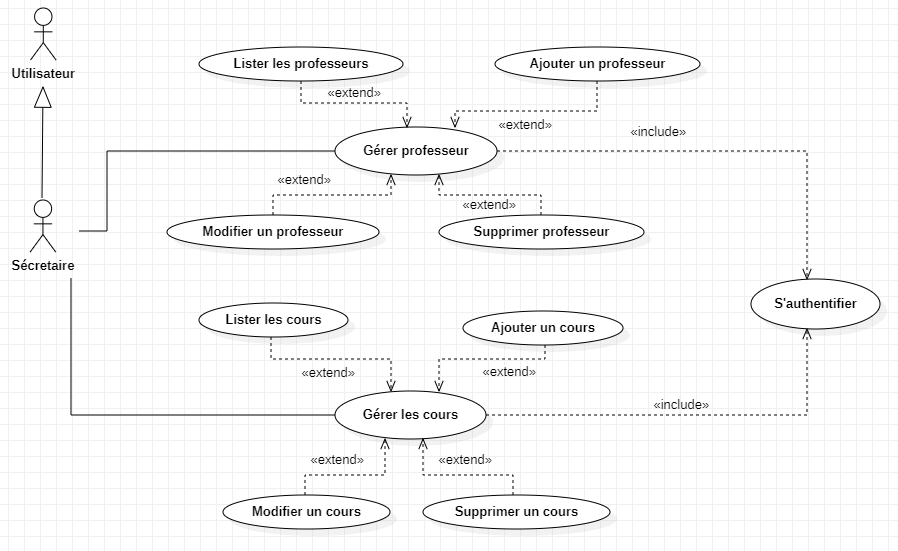 Utilisateur
Lister les professeurs
Ajouter un professeur
«extend»
«extend»
«include»
Gérer professeur
«extend»
«extend»
Modifier un professeur
Supprimer professeur
Sécretaire
S'authentifier
Lister les cours
Ajouter un cours
«extend»
«extend»
«include»
Gérer les cours
«extend»
«extend»
Modifier un cours
Supprimer un cours